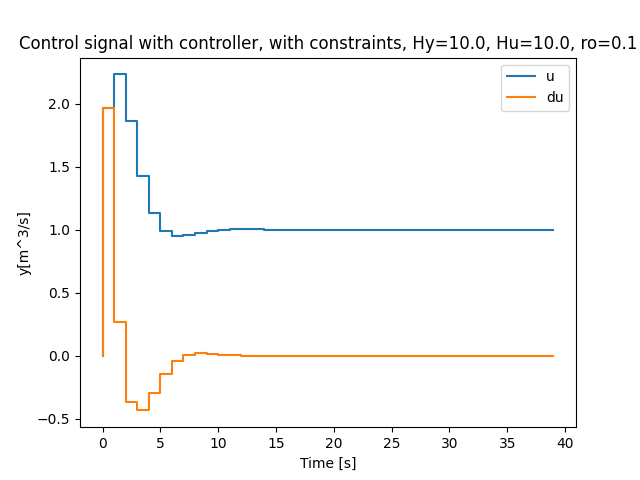 Control signal with controller, with constraints, Hy=10.0, Hu=10.0, ro=0.1
u
du
2.0
1.5
1.0
0.5
0.0
−0.5
y[m^3/s]
0 5 10 15 20 25 30 35 40
Time [s]